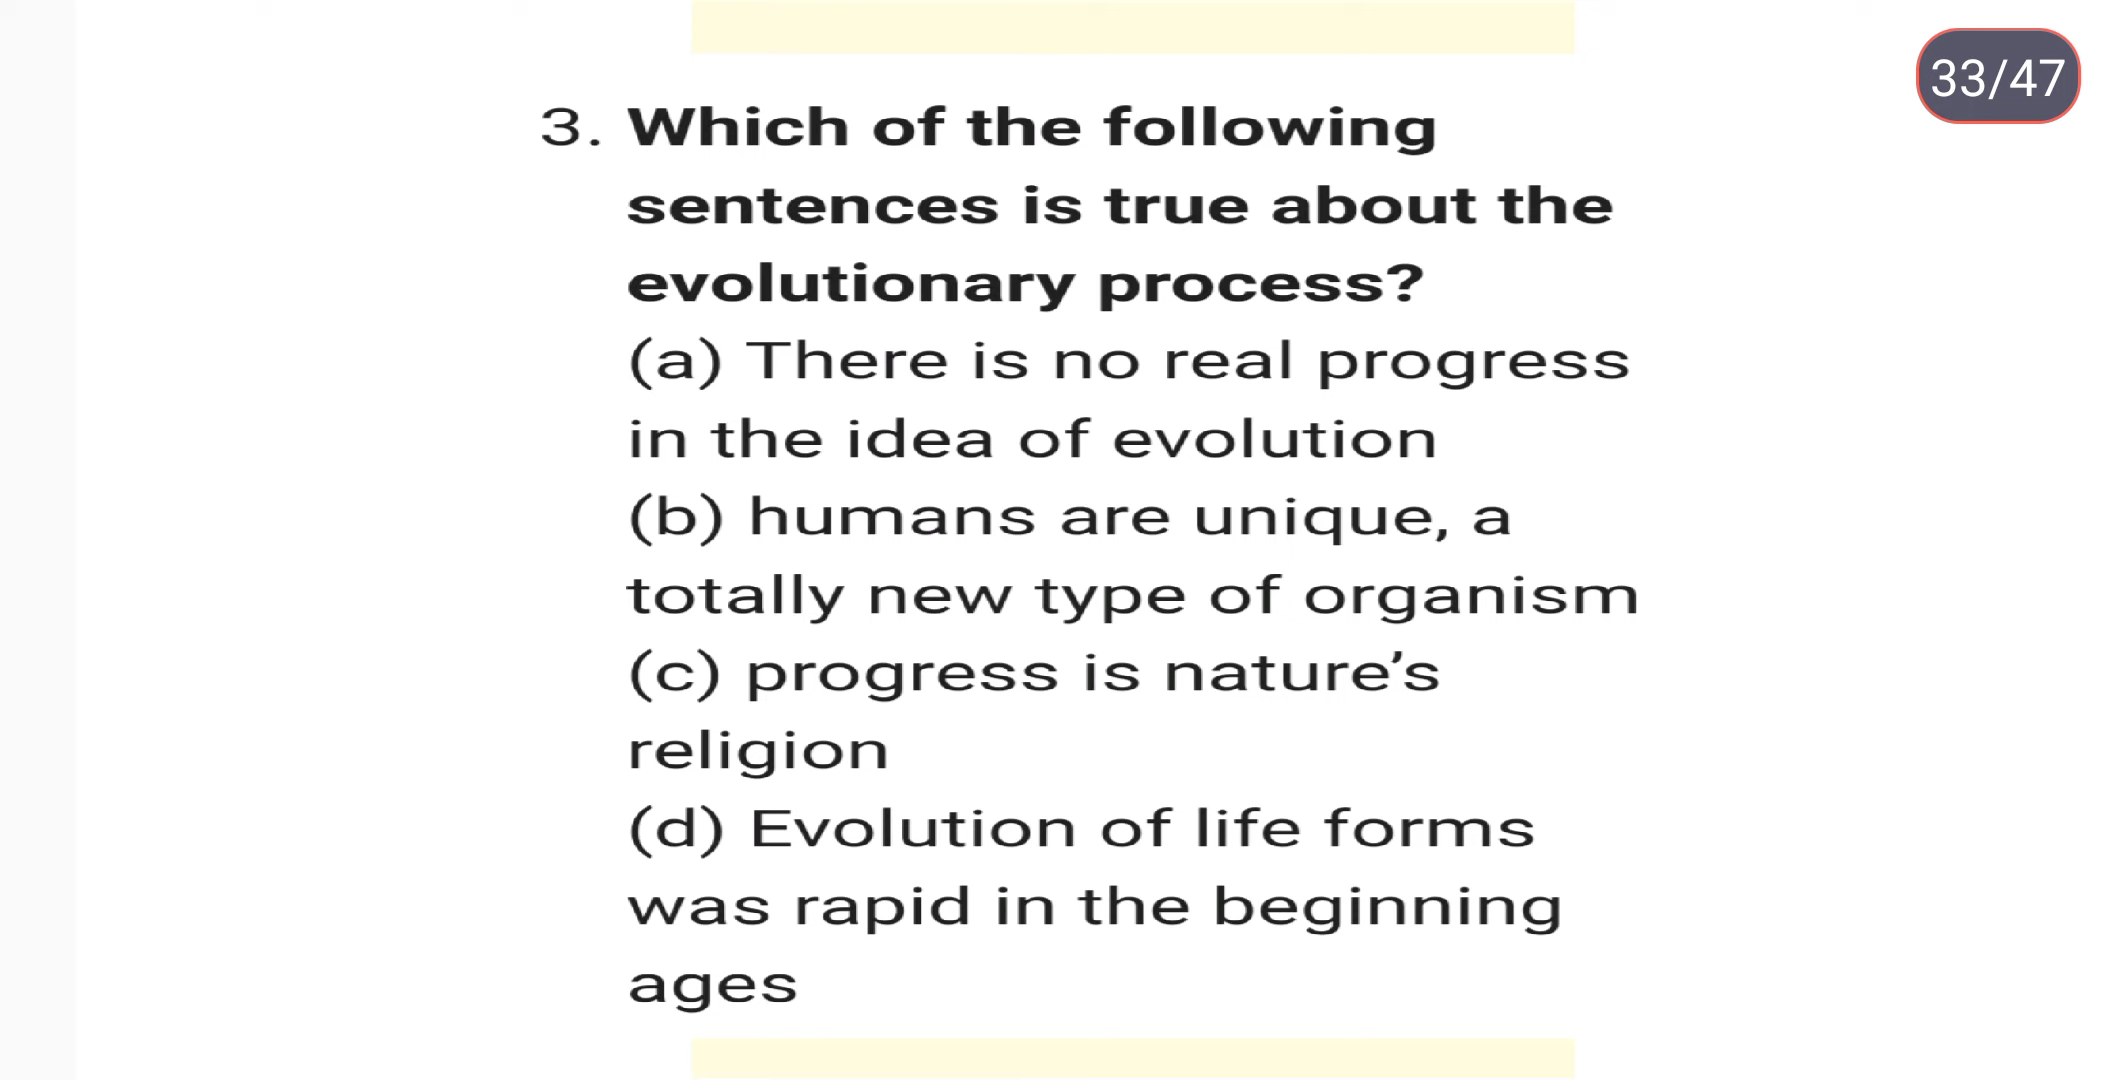 33/47
3. Which of the following
sentences is true about the
evolutionary process?
(a) There is no real progress
in the idea of evolution
(b) humans are unique, a
totally new type of organism
(c) progress is nature’s
religion
(d) Evolution of life forms
was rapid in the beginning
ages